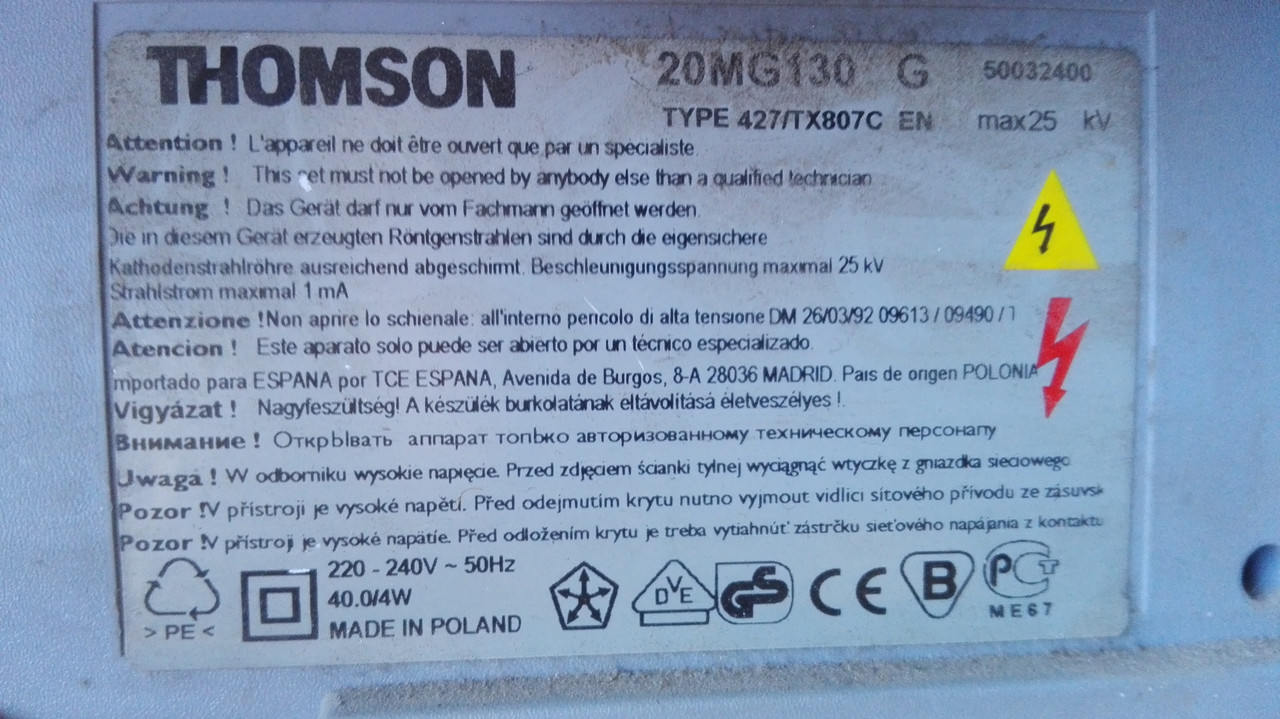 THOMSON 20MG130 G 50032400
TYPE 427/TX807C EN max25 kV
Attention ! L'appareil ne doit être ouvert que par un specialiste.
Warning ! This set must not be opened by anybody else than a qualified technician
Achtung ! Das Gerät darf nur vom Fachmann geöffnet werden.
Die in diesem Gerät erzeugten Röntgenstrahlen sind durch die eigensichere
Kathodenstrahlröhre ausreichend abgeschirmt. Beschleunigungsspannung maximal 25 kV
Strahlstrom maximal 1 mA
Attenzione !Non aprire lo schienale: all'interno pericolo di alta tensione DM 26/03/92 09613 / 09490 / 1
Atencion ! Este aparato solo puede ser abierto por un técnico especializado.
mportado para ESPANA por TCE ESPANA, Avenida de Burgos, 8-A 28036 MADRID. Pais de origen POLONIA
Vigyázat ! Nagyfeszültség! A készülék burkolatának eltávolitásá életveszélyes !.
Внимание ! ОткрЫвать аппарат топЬко авторизованному техническому персонапу
Uwaga ! W odborniku wysokie napięcie. Przed zdjęciem ścianki tylnej wyciągnąć wtyczkę z gniazdka sieciowego
Pozor !V přístroji je vysoké napětí. Před odejmutím krytu nutno vyjmout vidlici sítového přívodu ze zásuvsk
Pozor !V přístroji je vysoké napätie. Před odložením krytu je treba vytiahnúť zástrčku sieťového napájania z kontaktu
220 - 240V ~ 50Hz
40.0/4W
MADE IN POLAND
> PE <
DVE GS CE B PCT
ME67